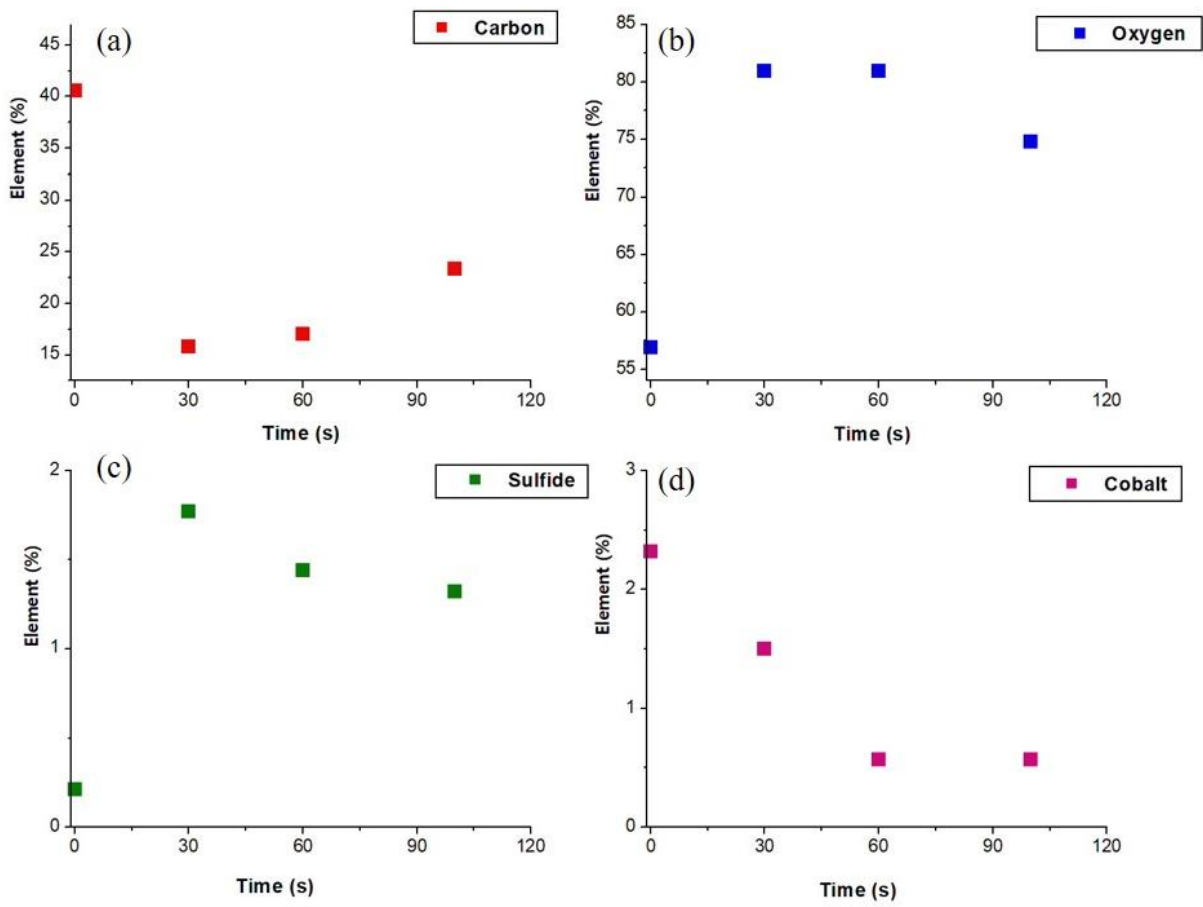 (a)
Carbon
45
40
35
30
25
20
15
Element (%)
0 30 60 90 120
Time (s)
(b)
Oxygen
85
80
75
70
65
60
55
Element (%)
0 30 60 90 120
Time (s)
(c)
Sulfide
2
1
0
Element (%)
0 30 60 90 120
Time (s)
(d)
Cobalt
3
2
1
0
Element (%)
0 30 60 90 120
Time (s)